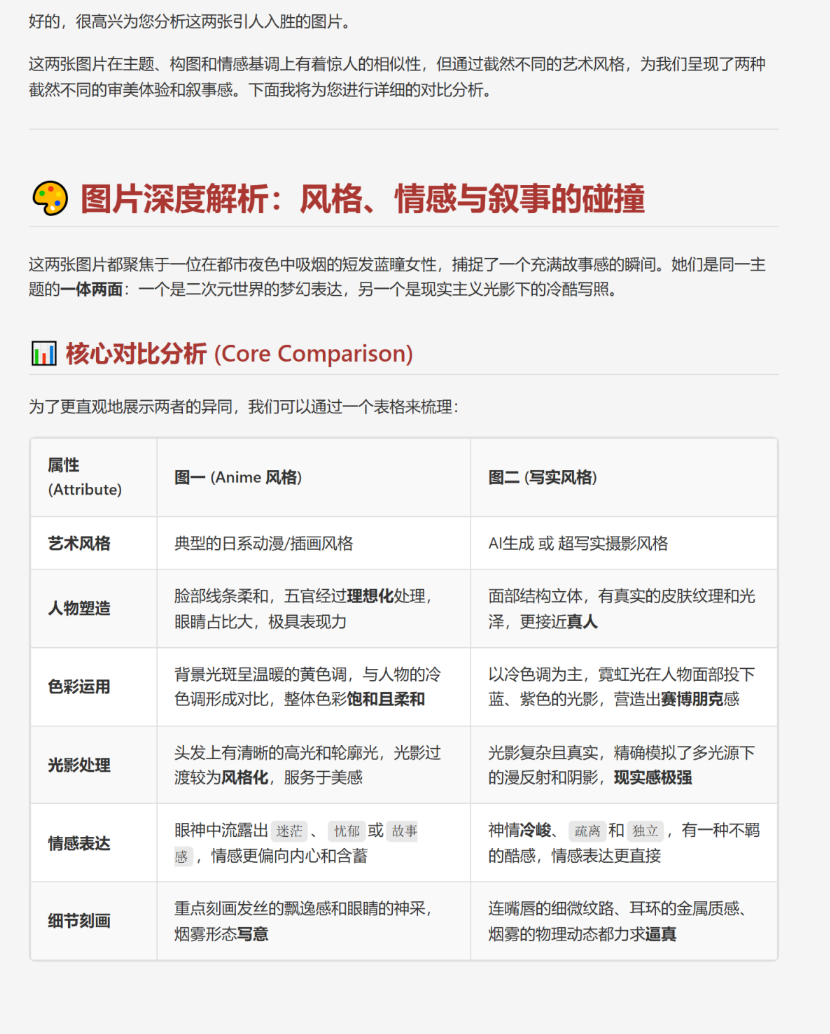 好的，很高兴为您分析这两张引人入胜的图片。
这两张图片在主题、构图和情感基调上有着惊人的相似性，但通过截然不同的艺术风格，为我们呈现了两种
截然不同的审美体验和叙事感。下面我将为您进行详细的对比分析。
图片深度解析：风格、情感与叙事的碰撞
这两张图片都聚焦于一位在都市夜色中吸烟的短发蓝瞳女性，捕捉了一个充满故事感的瞬间。她们是同一主
题的一体两面：一个是二次元世界的梦幻表达，另一个是现实主义光影下的冷酷写照。
核心对比分析 (Core Comparison)
为了更直观地展示两者的异同，我们可以通过一个表格来梳理：
属性
(Attribute)
图一 (Anime 风格)
图二 (写实风格)
艺术风格
典型的日系动漫/插画风格
AI生成 或 超写实摄影风格
人物塑造
脸部线条柔和，五官经过理想化处理，
眼睛占比大，极具表现力
面部结构立体，有真实的皮肤纹理和光
泽，更接近真人
色彩运用
背景光斑呈温暖的黄色调，与人物的冷
色调形成对比，整体色彩饱和且柔和
以冷色调为主，霓虹光在人物面部投下
蓝、紫色的光影，营造出赛博朋克感
光影处理
头发上有清晰的高光和轮廓光，光影过
渡较为风格化，服务于美感
光影复杂且真实，精确模拟了多光源下
的漫反射和阴影，现实感极强
情感表达
眼神中流露出 迷茫 、 忧郁 或 故事
感 ，情感更偏向内心和含蓄
神情冷峻、 疏离 和 独立 ，有一种不羁
的酷感，情感表达更直接
细节刻画
重点刻画发丝的飘逸感和眼睛的神采，
烟雾形态写意
连嘴唇的细微纹路、耳环的金属质感、
烟雾的物理动态都力求逼真